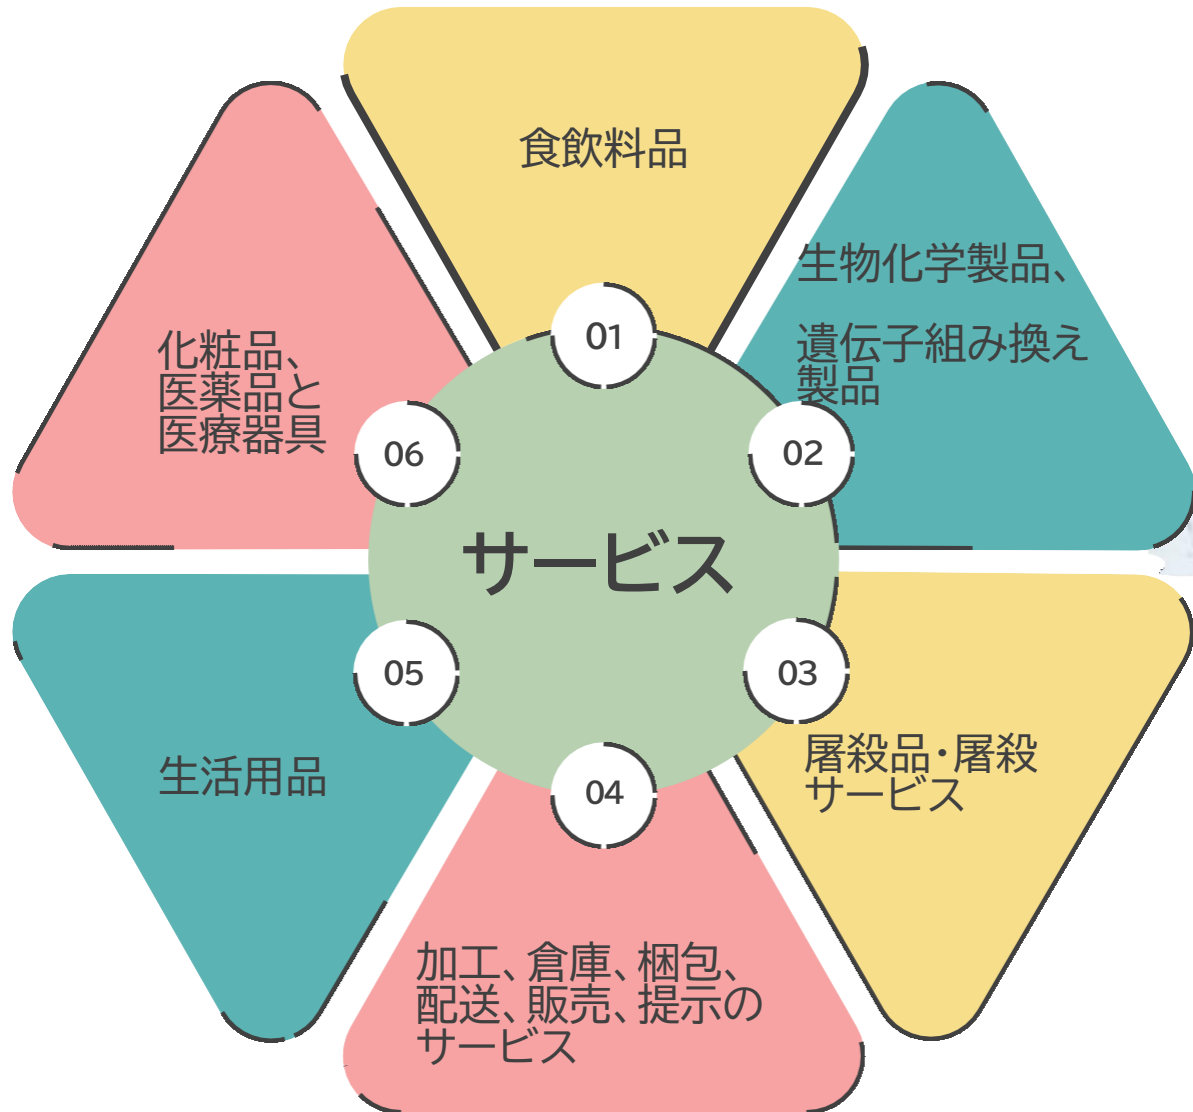 食飲料品
01
生物化学製品、
遺伝子組み換え
製品
02
03
屠殺品・屠殺
サービス
04
加工、倉庫、梱包、
配送、販売、提示の
サービス
05
生活用品
06
化粧品、
医薬品と
医療器具
サービス